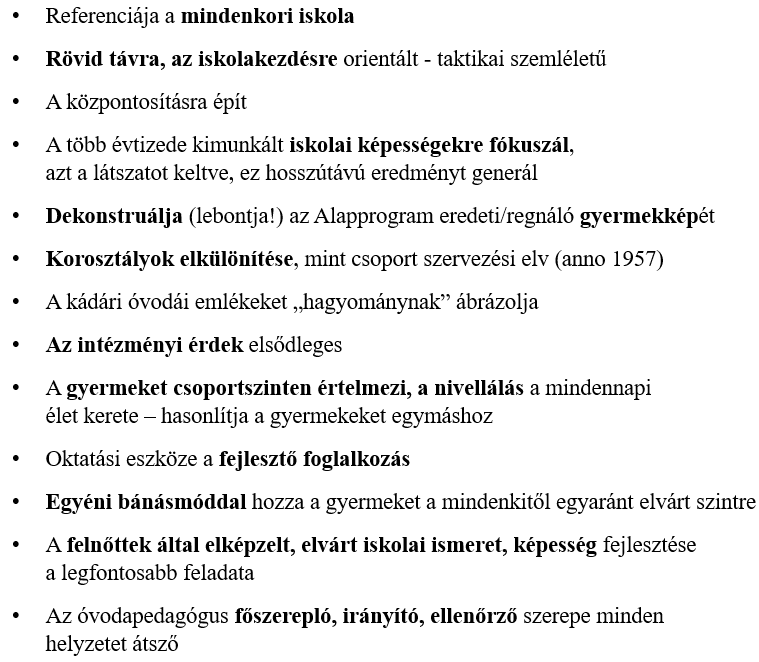 • Referenciája a mindenkori iskola
• Rövid távra, az iskolakezdésre orientált - taktikai szemléletű
• A központosításra épít
• A több évtizede kimunkált iskolai képességekre fókuszál,
azt a látszatot keltve, ez hosszútávú eredményt generál
• Dekonstruálja (lebontja!) az Alapprogram eredeti/regnáló gyermekképét
• Korosztályok elkülönítése, mint csoport szervezési elv (anno 1957)
• A kádári óvodái emlékeket „hagyománynak” ábrázolja
• Az intézményi érdek elsődleges
• A gyermeket csoportszinten értelmezi, a nivellálás a mindennapi
élet kerete – hasonlítja a gyermekeket egymáshoz
• Oktatási eszköze a fejlesztő foglalkozás
• Egyéni bánásmóddal hozza a gyermeket a mindenkitől egyaránt elvárt szintre
• A felnőttek által elképzelt, elvárt iskolai ismeret, képesség fejlesztése
a legfontosabb feladata
• Az óvodapedagógus főszerepló, irányító, ellenőrző szerepe minden
helyzetet átsző